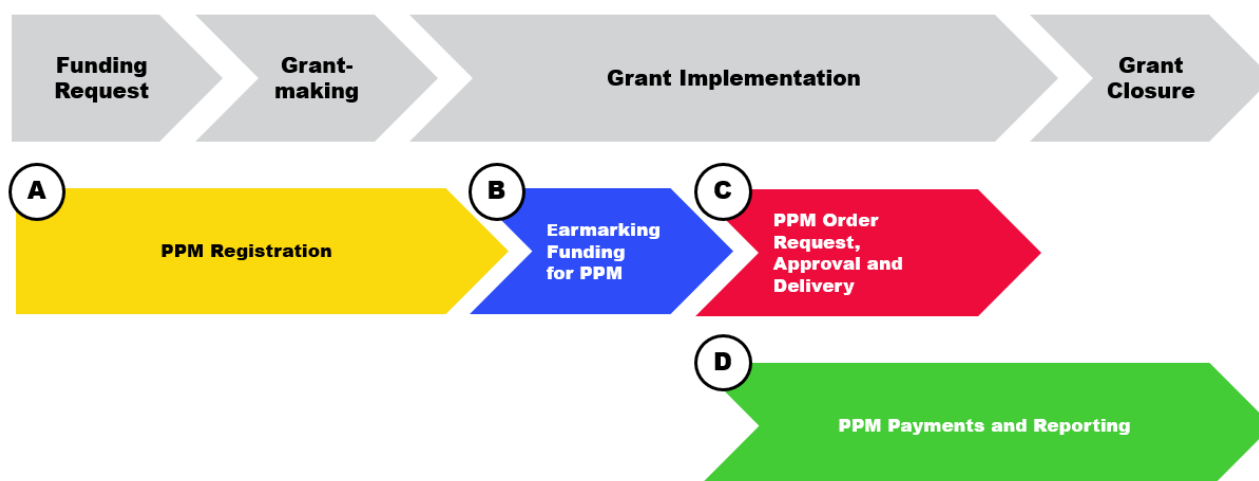 Funding
Request
Grant-
making
Grant Implementation
Grant
Closure
A
PPM Registration
B
Earmarking
Funding
for PPM
C
PPM Order
Request,
Approval and
Delivery
D
PPM Payments and Reporting